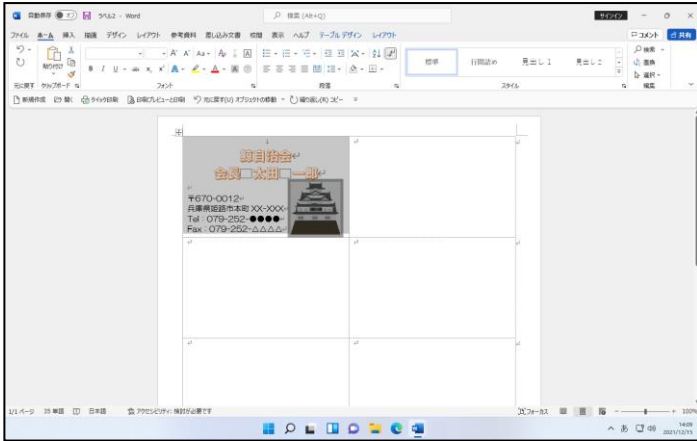 自動保存 オフ ラベル2 - Word
検索 (Alt+Q)
サインイン
ファイル ホーム 挿入 描画 デザイン レイアウト 参考資料 差し込み文書 校閲 表示 ヘルプ テーブル デザイン レイアウト
コメント 共有
貼り付け
標準 行間詰め 見出し 1 見出し 2
検索
置換
選択
元に戻す クリップボード フォント 段落 スタイル 編集
新規作成 開く クイック印刷 印刷プレビューと印刷 元に戻す(U) オブジェクトの移動 繰り返し(R) コピー
自治会
会長□太田□一郎
〒670-0012
兵庫県姫路市本町 XX-XXX
Tel:079-252-●●●●
Fax:079-252-△△△△
1/1 ページ 35 単語 日本語 アクセシビリティ: 検討が必要です
フォーカス
100%
あ
14:09
2021/12/15